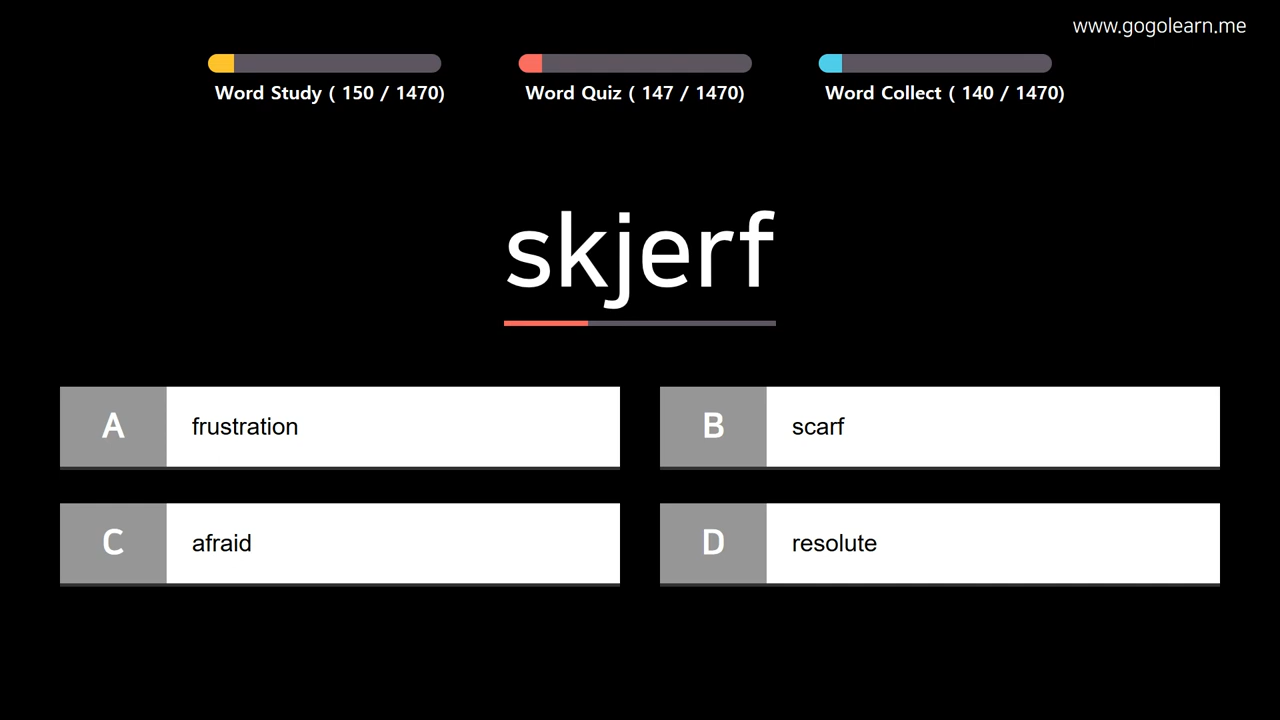 www.gogolearn.me
Word Study ( 150 / 1470)
Word Quiz ( 147 / 1470)
Word Collect ( 140 / 1470)
skjerf
A frustration
B scarf
C afraid
D resolute